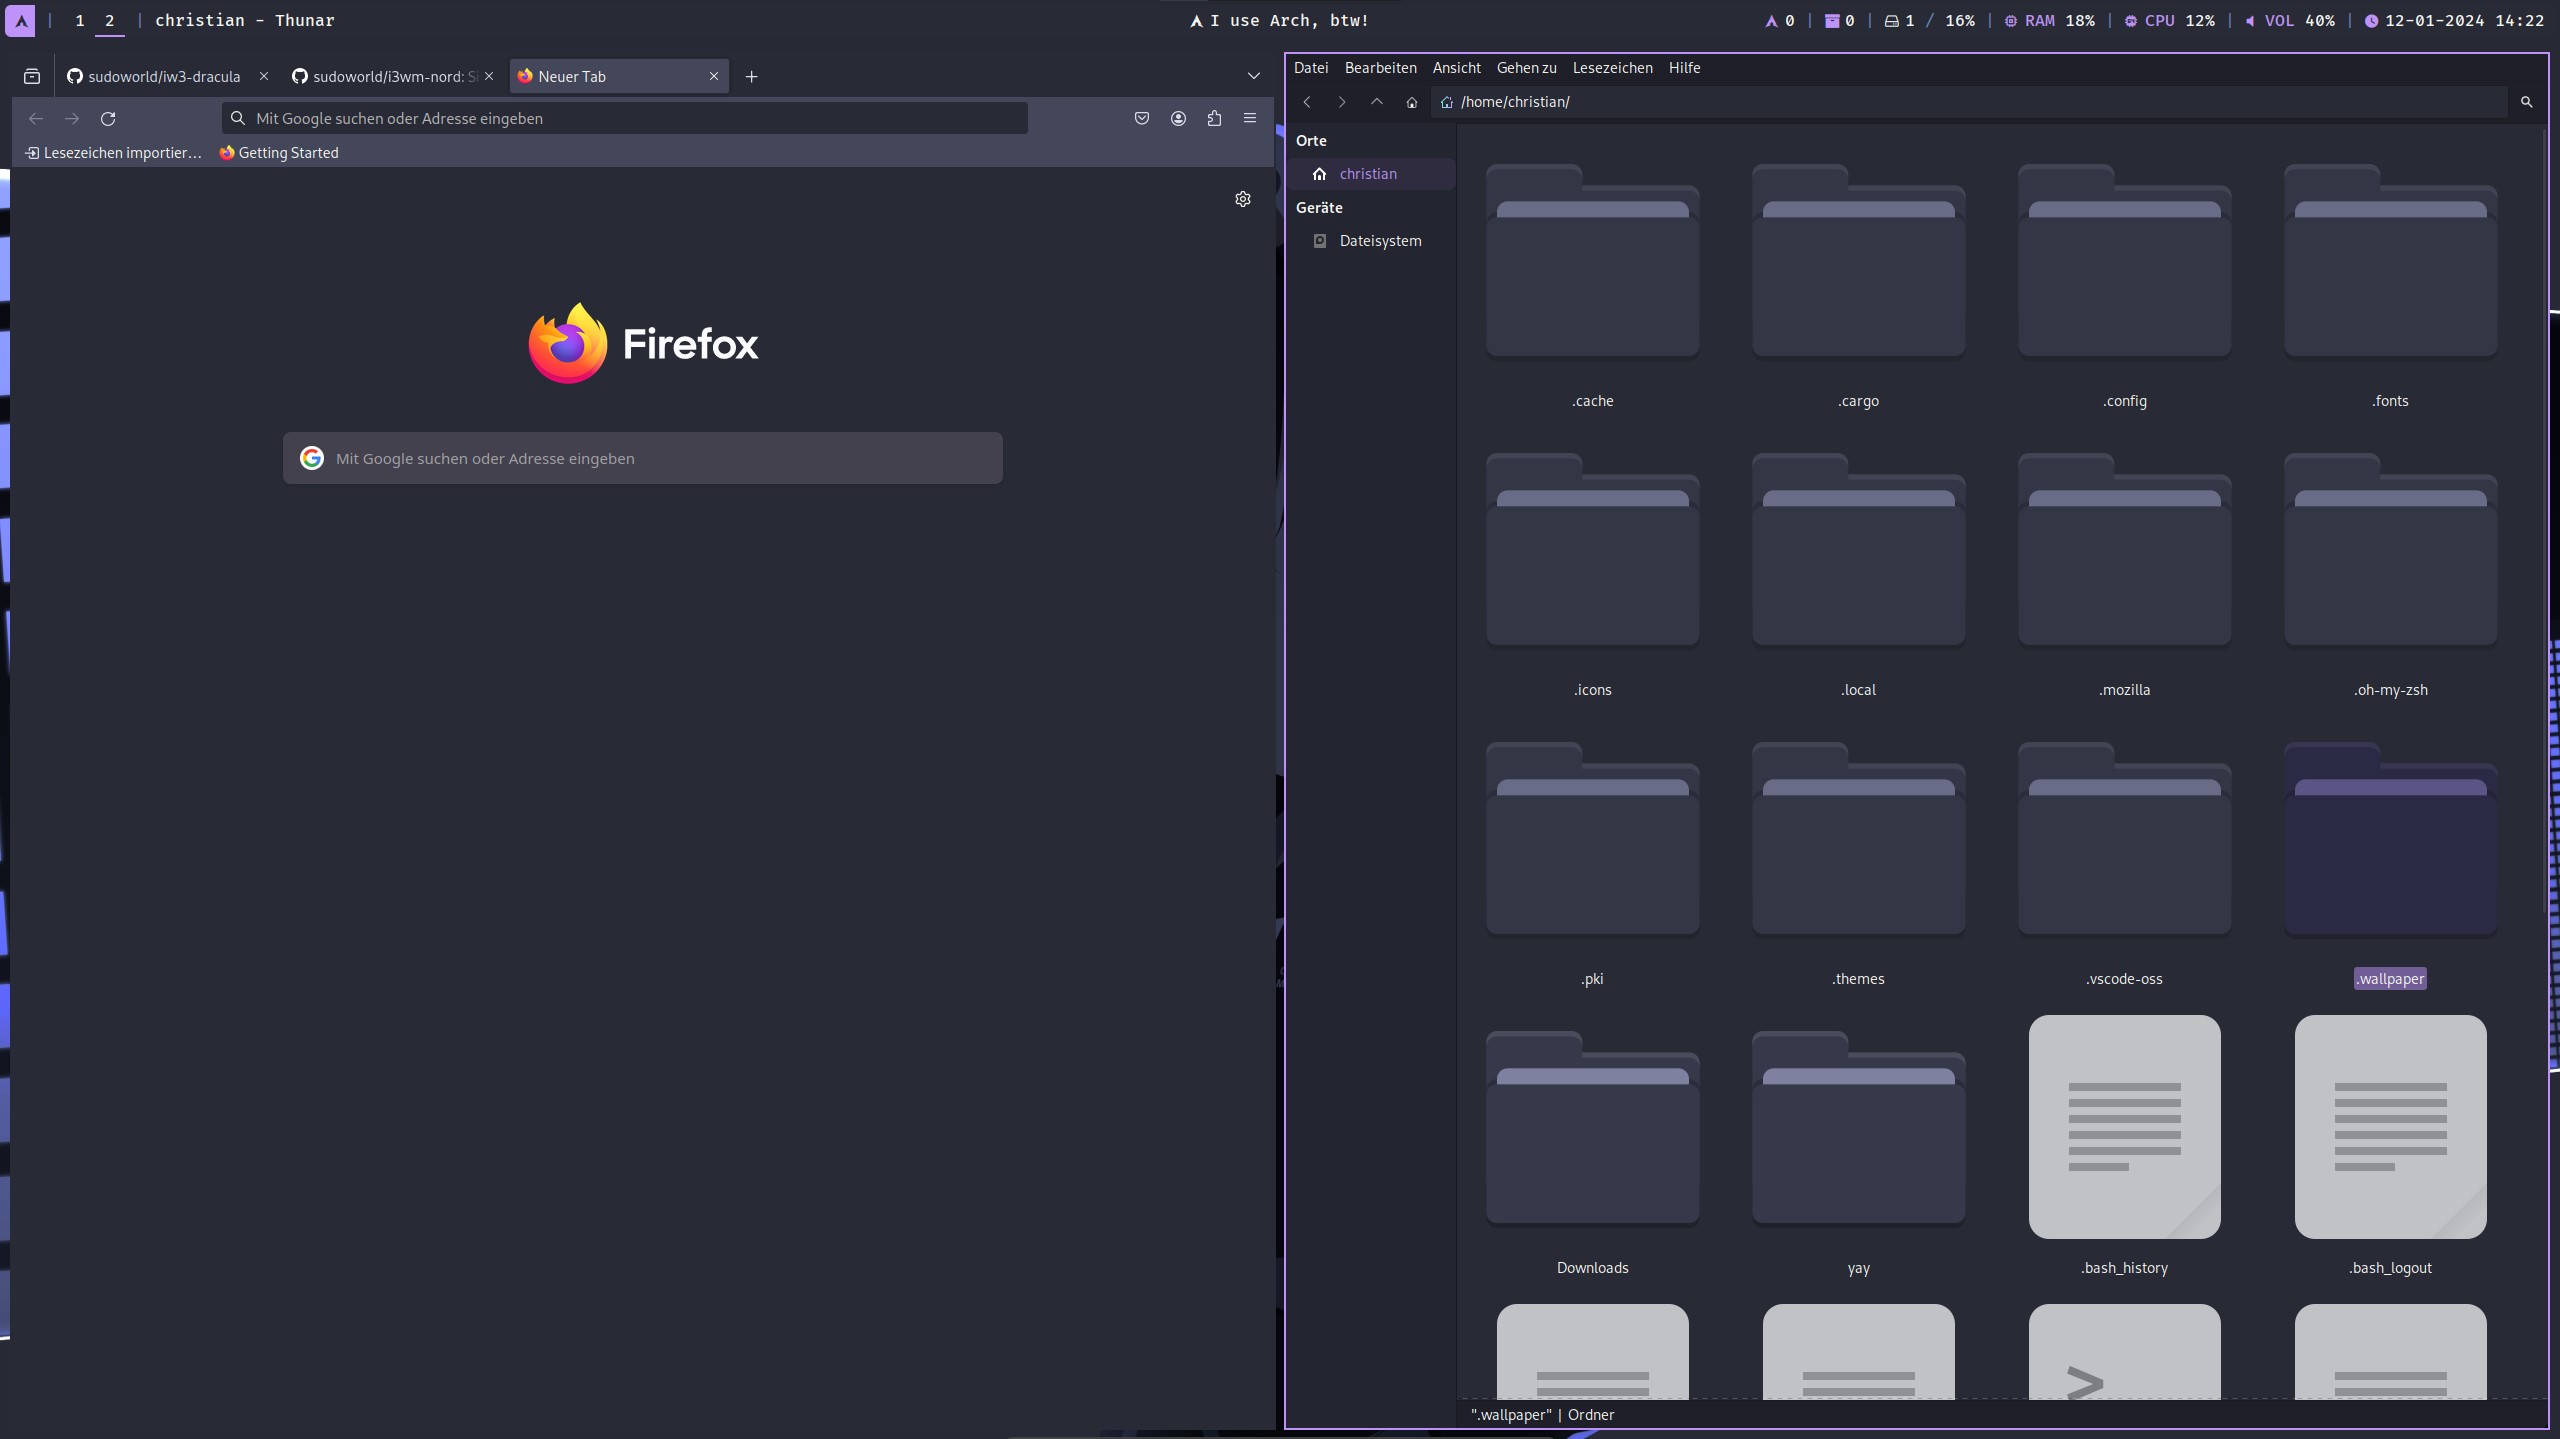 1 2 christian - Thunar
I use Arch, btw!
0 | 0 | 1 / 16% | RAM 18% | CPU 12% | VOL 40% | 12-01-2024 14:22
sudoworld/iw3-dracula
sudoworld/i3wm-nord:
Neuer Tab
Mit Google suchen oder Adresse eingeben
Lesezeichen importier…
Getting Started
Firefox
Mit Google suchen oder Adresse eingeben
Datei Bearbeiten Ansicht Gehen zu Lesezeichen Hilfe
/home/christian/
Orte
christian
Geräte
Dateisystem
.cache .cargo .config .fonts
.icons .local .mozilla .oh-my-zsh
.pki .themes .vscode-oss .wallpaper
Downloads yay .bash_history .bash_logout
".wallpaper" | Ordner